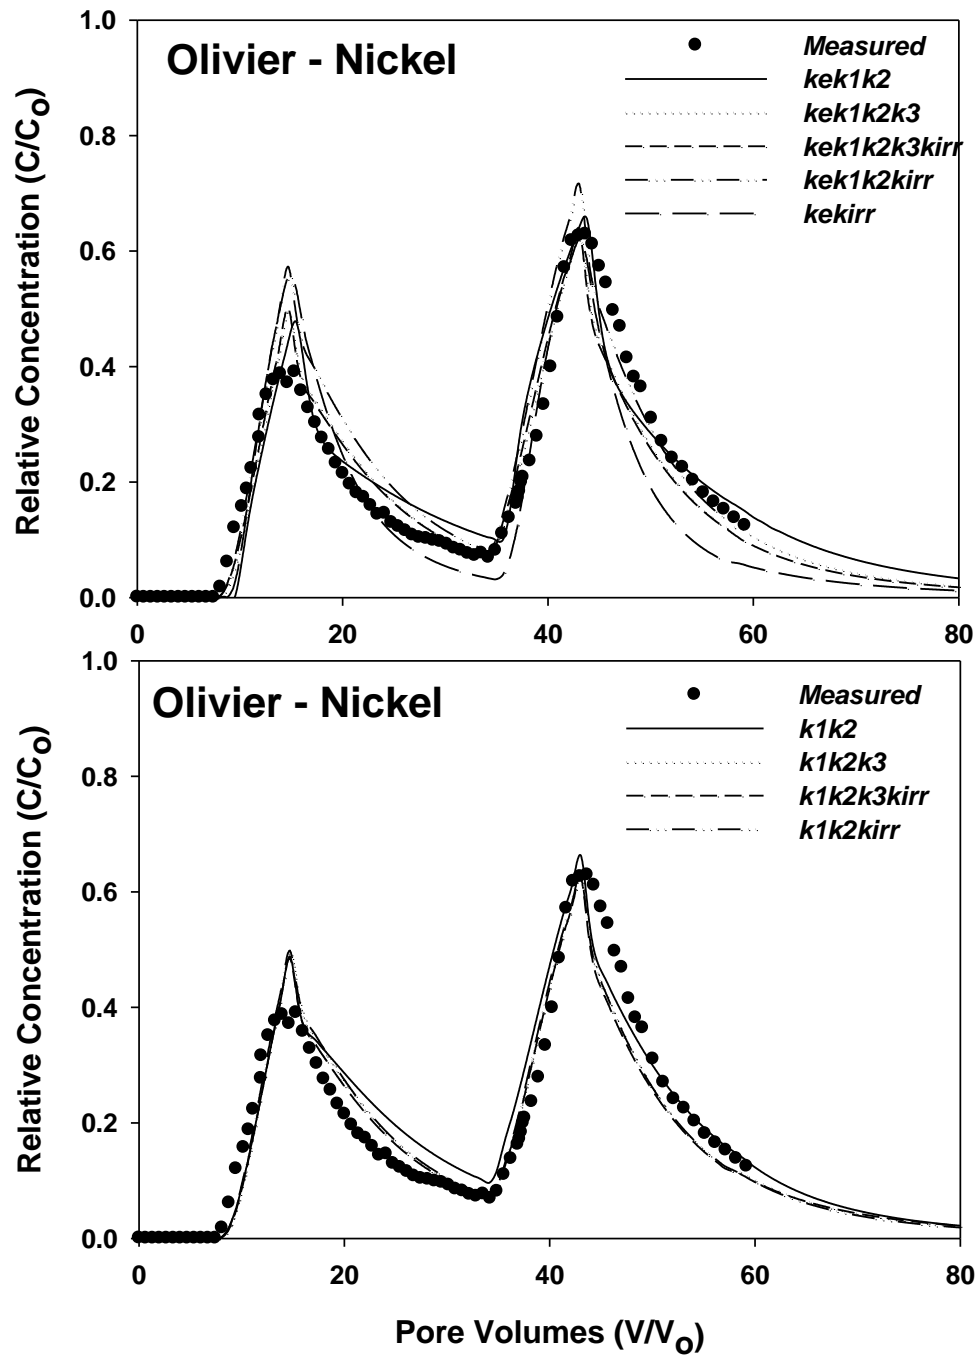 Olivier - Nickel
Measured
kek1k2
kek1k2k3
kek1k2k3kirr
kek1k2kirr
kekirr
Relative Concentration (C/Co)
1.0
0.8
0.6
0.4
0.2
0.0
0 20 40 60 80
Olivier - Nickel
Measured
k1k2
k1k2k3
k1k2k3kirr
k1k2kirr
Relative Concentration (C/Co)
1.0
0.8
0.6
0.4
0.2
0.0
0 20 40 60 80
Pore Volumes (V/Vo)